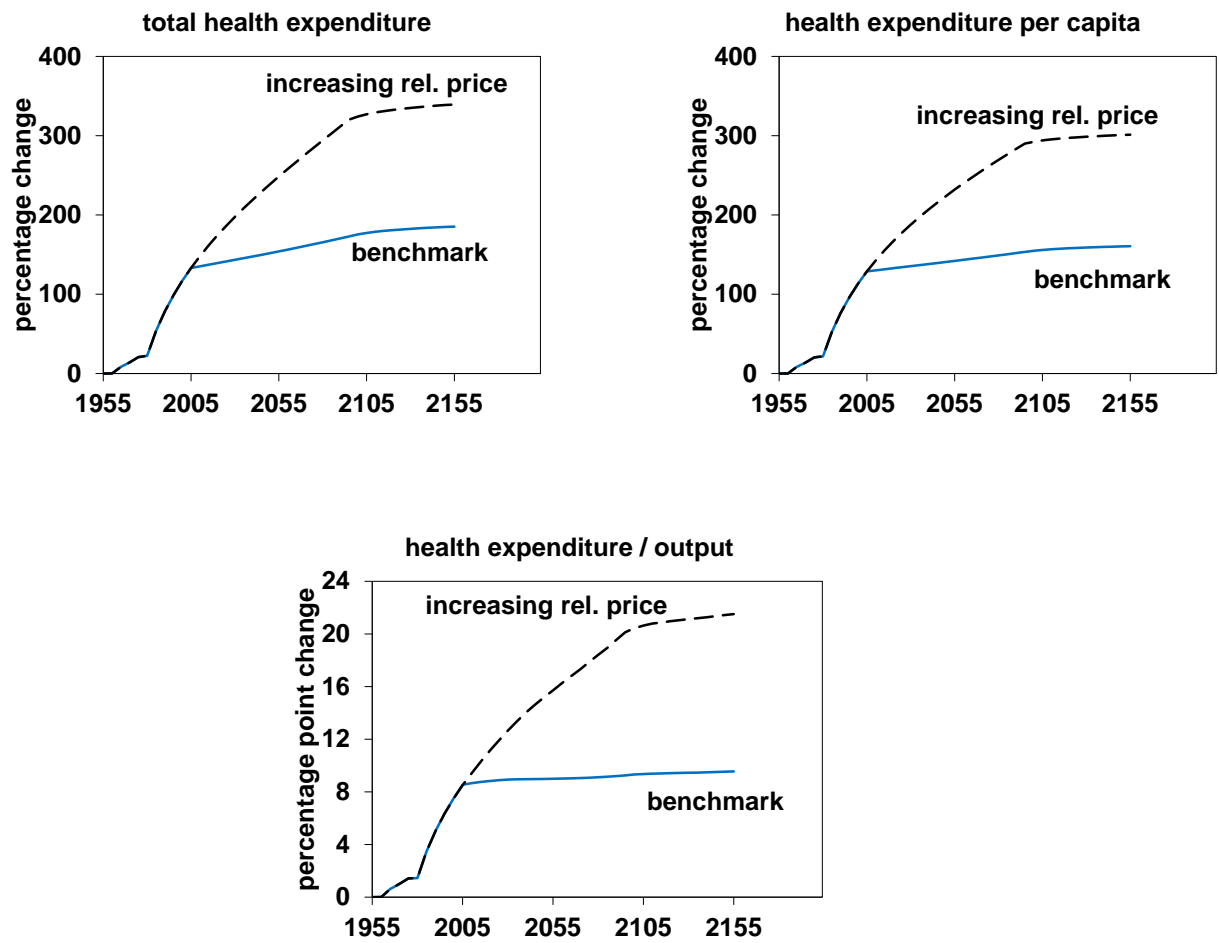 total health expenditure
percentage change
400
300
200
100
0
increasing rel. price
benchmark
1955 2005 2055 2105 2155
health expenditure per capita
percentage change
400
300
200
100
0
increasing rel. price
benchmark
1955 2005 2055 2105 2155
health expenditure / output
percentage point change
24
20
16
12
8
4
0
increasing rel. price
benchmark
1955 2005 2055 2105 2155